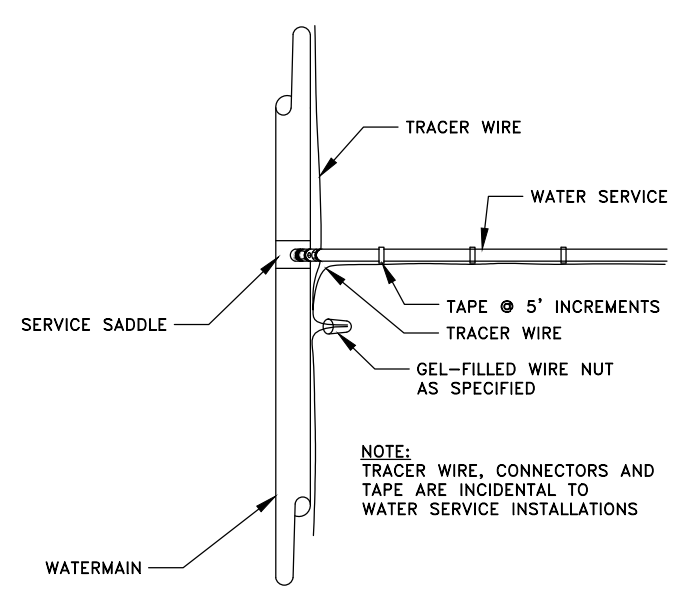 TRACER WIRE
WATER SERVICE
TAPE @ 5' INCREMENTS
SERVICE SADDLE
TRACER WIRE
GEL-FILLED WIRE NUT
AS SPECIFIED
NOTE:
TRACER WIRE, CONNECTORS AND
TAPE ARE INCIDENTAL TO
WATER SERVICE INSTALLATIONS
WATERMAIN